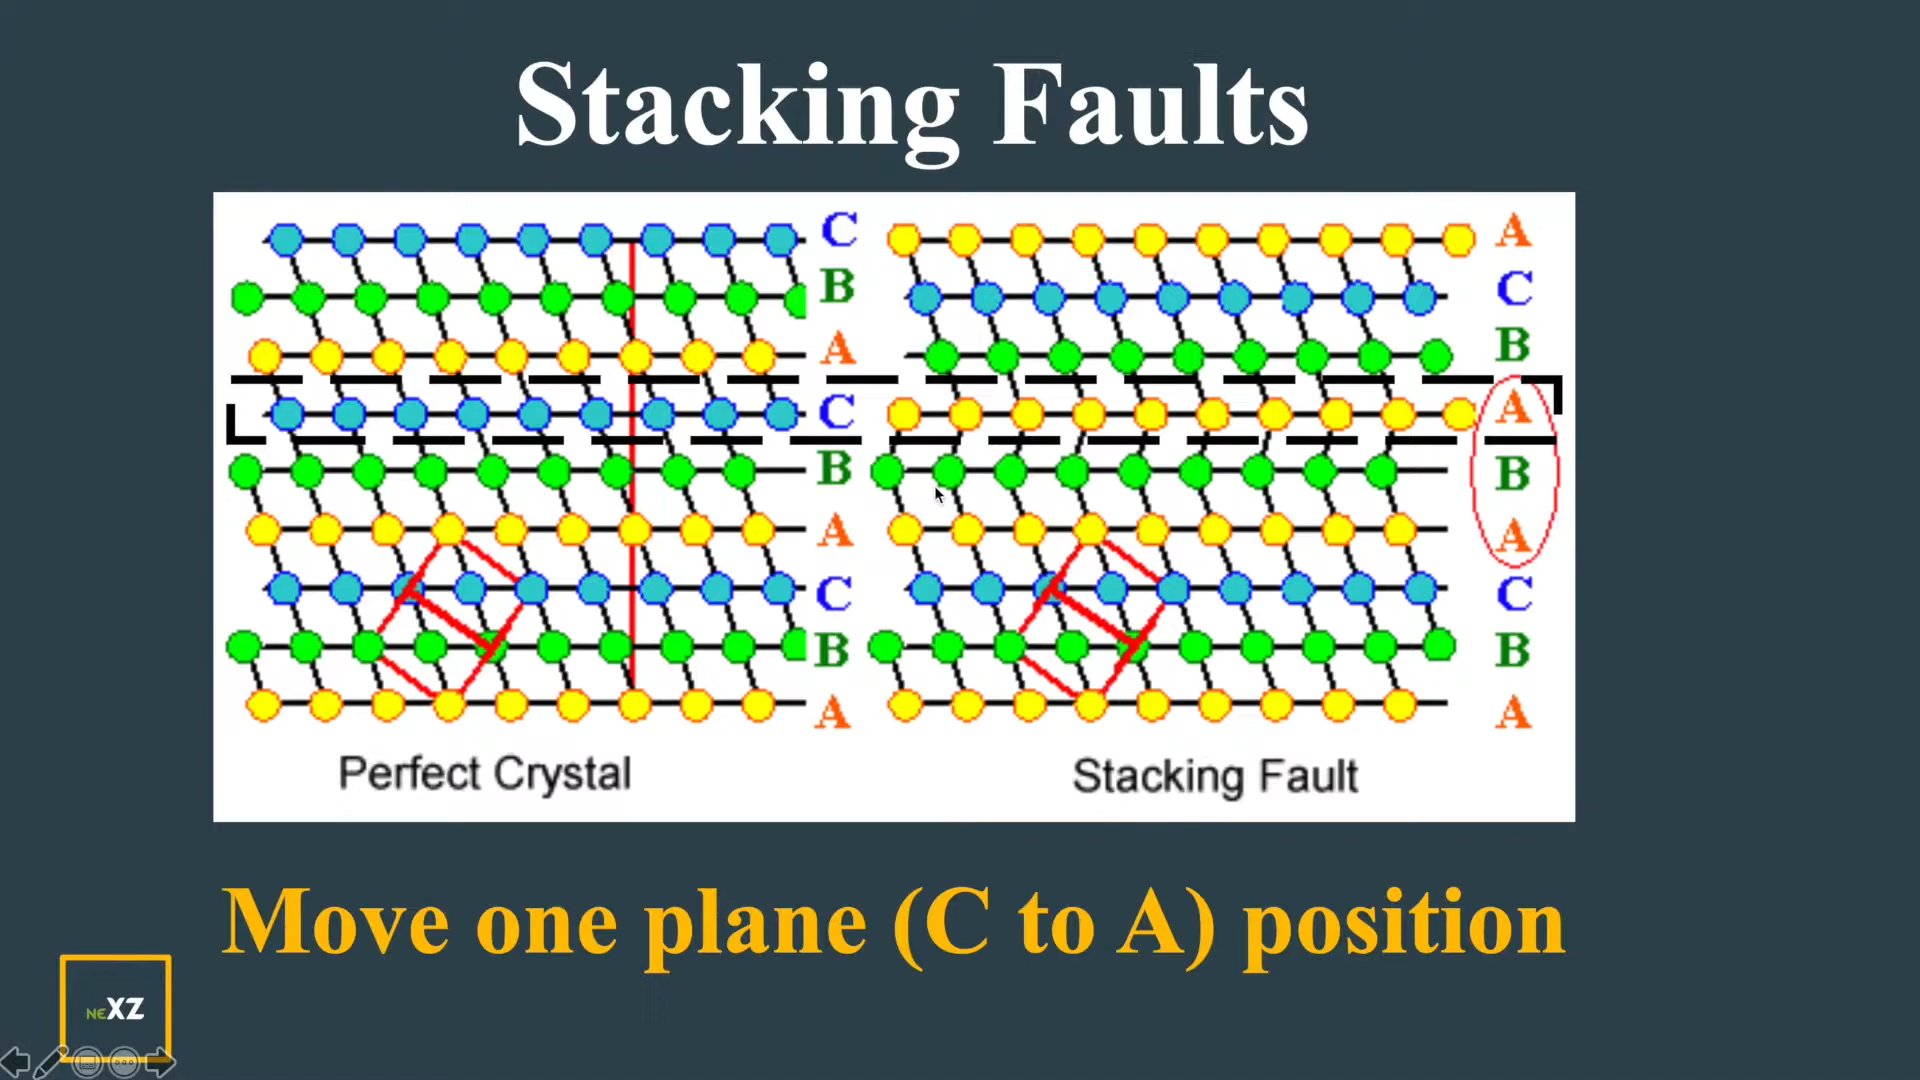 Stacking Faults
C A
B C
A B
C A
B B
A A
C C
B B
A A
Perfect Crystal Stacking Fault
Move one plane (C to A) position
NEXZ